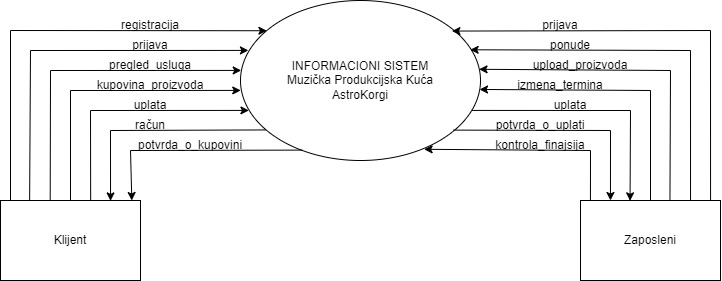 registracija
prijava
pregled_usluga
kupovina_proizvoda
uplata
račun
potvrda_o_kupovini
INFORMACIONI SISTEM
Muzička Produkcijska Kuća
AstroKorgi
prijava
ponude
upload_proizvoda
izmena_termina
uplata
potvrda_o_uplati
kontrola_finajsija
Klijent
Zaposleni